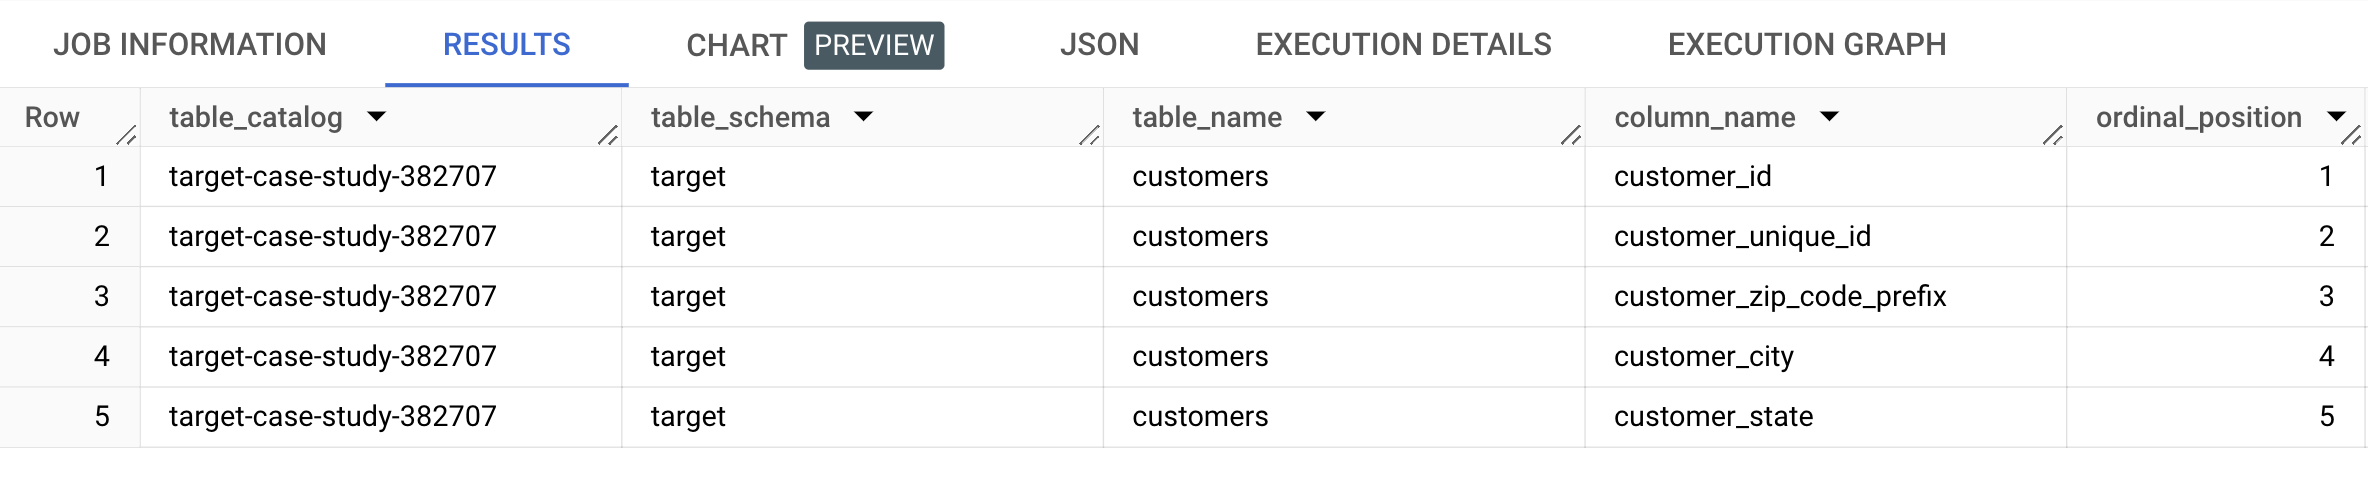 JOB INFORMATION RESULTS CHART PREVIEW JSON EXECUTION DETAILS EXECUTION GRAPH
Row table_catalog table_schema table_name column_name ordinal_position
1 target-case-study-382707 target customers customer_id 1
2 target-case-study-382707 target customers customer_unique_id 2
3 target-case-study-382707 target customers customer_zip_code_prefix 3
4 target-case-study-382707 target customers customer_city 4
5 target-case-study-382707 target customers customer_state 5